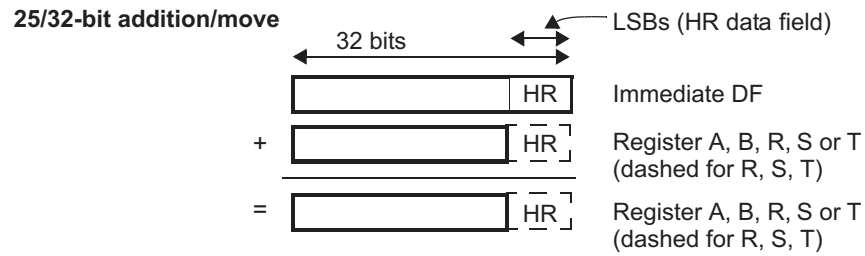 25/32-bit addition/move
LSBs (HR data field)
32 bits
HR
Immediate DF
+
HR
Register A, B, R, S or T
(dashed for R, S, T)
=
HR
Register A, B, R, S or T
(dashed for R, S, T)